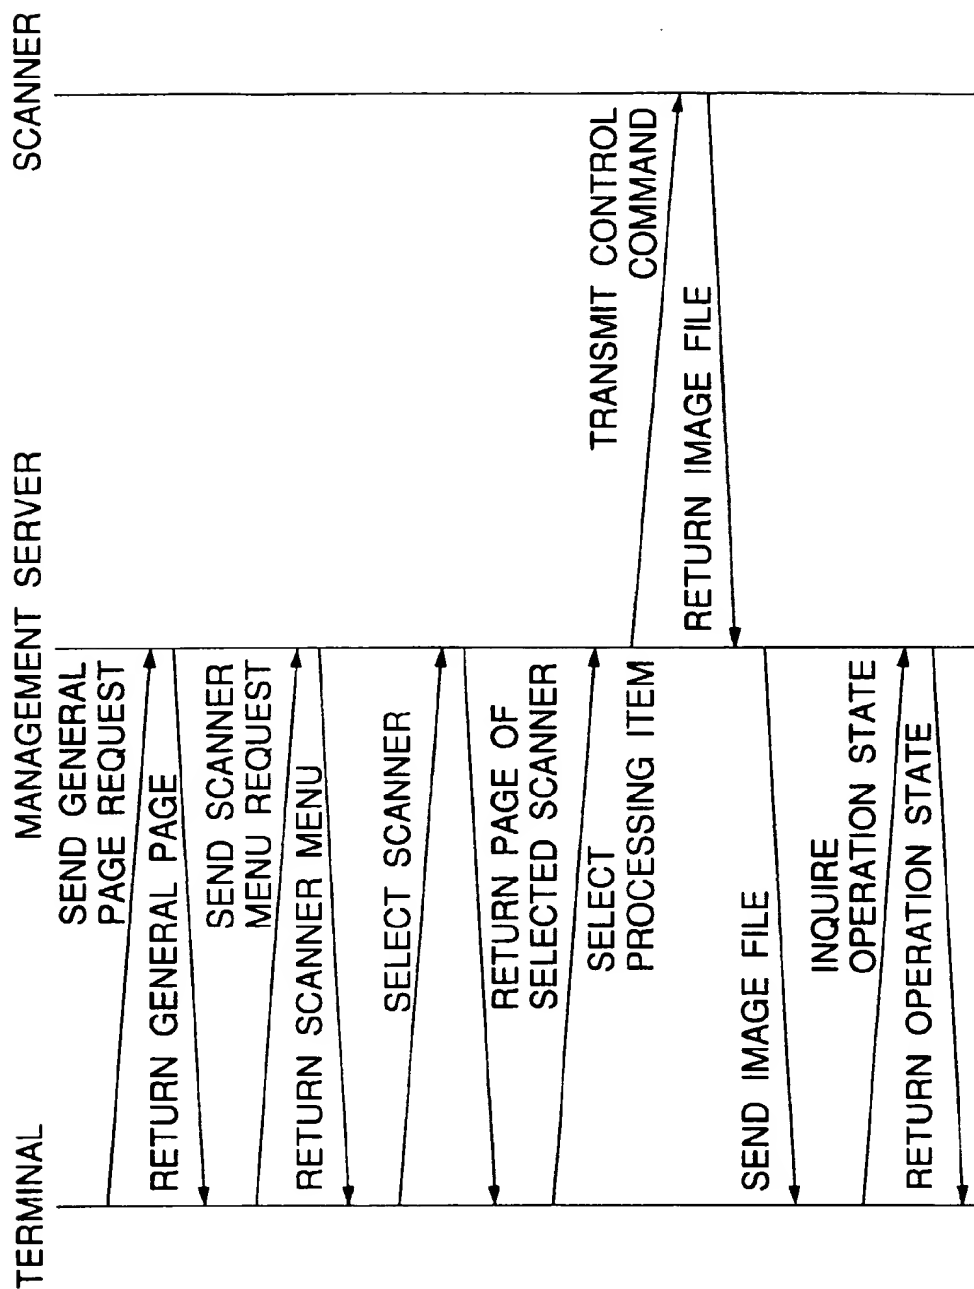 TERMINAL
MANAGEMENT SERVER
SCANNER
SEND GENERAL
PAGE REQUEST
RETURN GENERAL PAGE
SEND SCANNER
MENU REQUEST
RETURN SCANNER MENU
SELECT SCANNER
RETURN PAGE OF
SELECTED SCANNER
SELECT
PROCESSING ITEM
TRANSMIT CONTROL
COMMAND
RETURN IMAGE FILE
SEND IMAGE FILE
INQUIRE
OPERATION STATE
RETURN OPERATION STATE